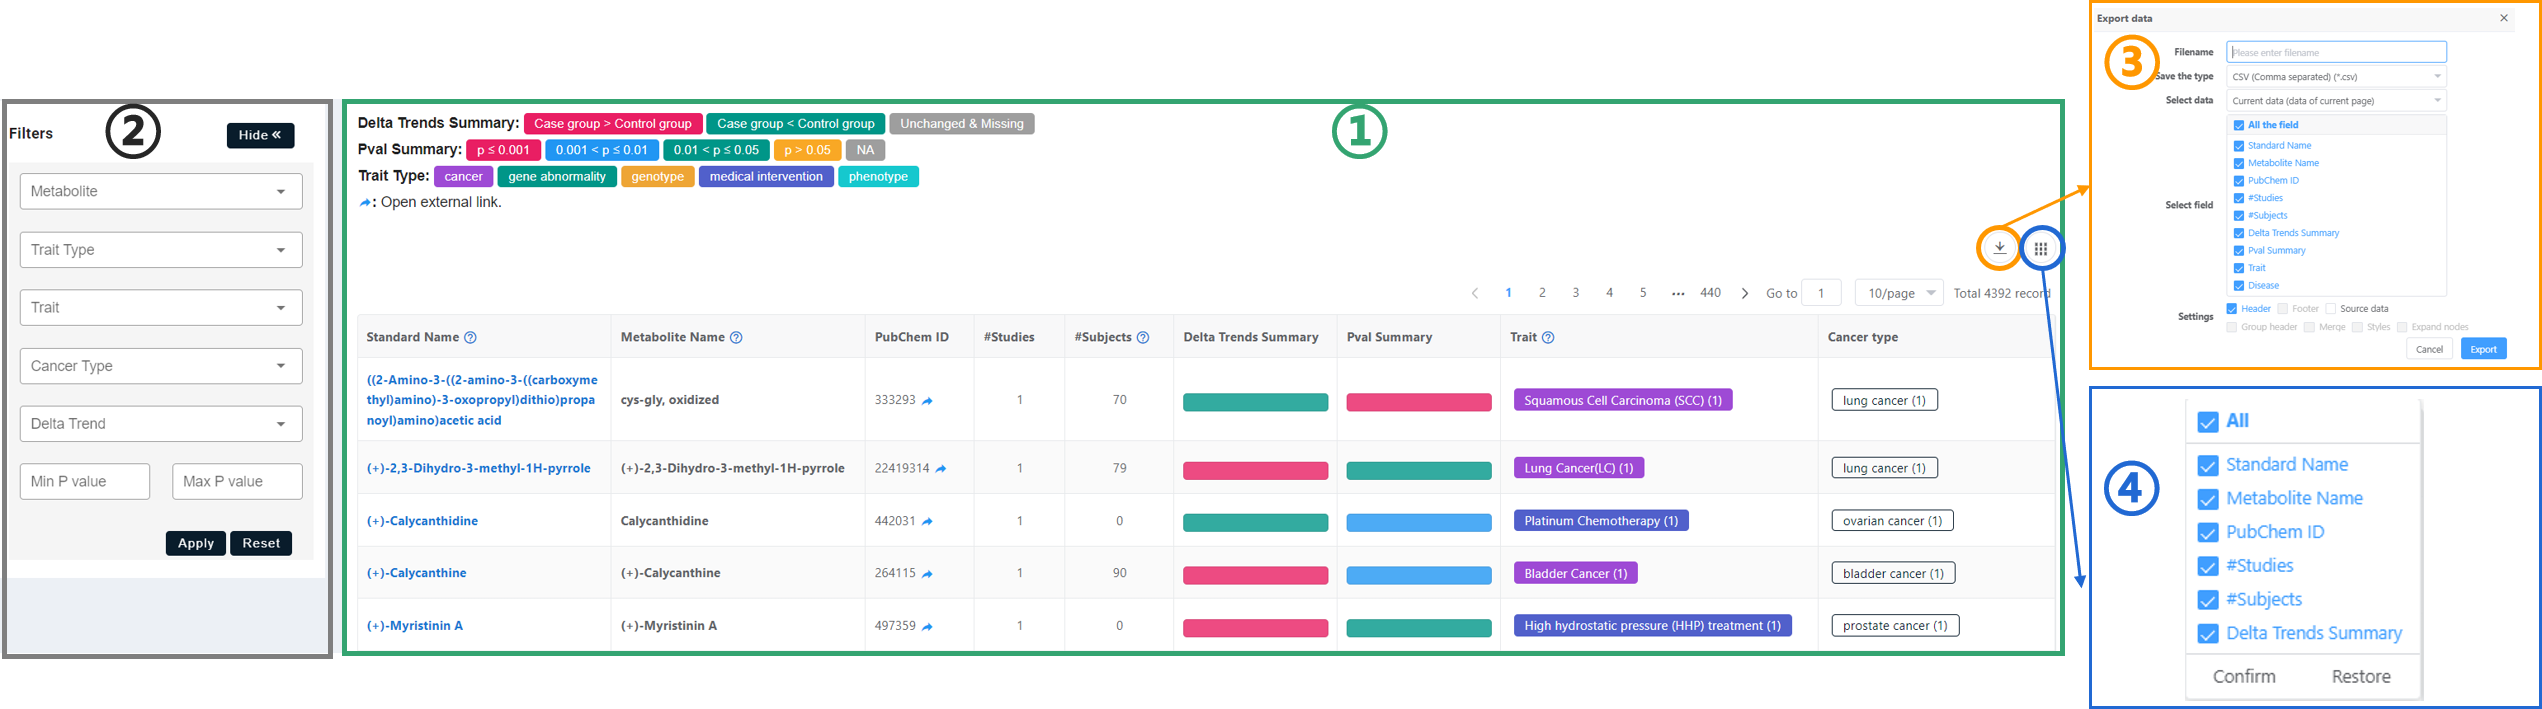 ②
Filters
Hide «
Metabolite
Trait Type
Trait
Cancer Type
Delta Trend
Min P value Max P value
Apply Reset
①
Delta Trends Summary: Case group > Control group Case group < Control group Unchanged & Missing
Pval Summary: p ≤ 0.001 0.001 < p ≤ 0.01 0.01 < p ≤ 0.05 p > 0.05 NA
Trait Type: cancer gene abnormality genotype medical intervention phenotype
: Open external link.
1 2 3 4 5 ••• 440 Go to 1 10/page Total 4392 record
Standard Name Metabolite Name PubChem ID #Studies #Subjects Delta Trends Summary Pval Summary Trait Cancer type
((2-Amino-3-((2-amino-3-((carboxyme
thyl)amino)-3-oxopropyl)dithio)propa
noyl)amino)acetic acid
cys-gly, oxidized 333293 1 70 Squamous Cell Carcinoma (SCC) (1) lung cancer (1)
(+)-2,3-Dihydro-3-methyl-1H-pyrrole (+)-2,3-Dihydro-3-methyl-1H-pyrrole 22419314 1 79 Lung Cancer(LC) (1) lung cancer (1)
(+)-Calycanthidine Calycanthidine 442031 1 0 Platinum Chemotherapy (1) ovarian cancer (1)
(+)-Calycanthine (+)-Calycanthine 264115 1 90 Bladder Cancer (1) bladder cancer (1)
(+)-Myristinin A (+)-Myristinin A 497359 1 0 High hydrostatic pressure (HHP) treatment (1) prostate cancer (1)
Export data
③
Filename Please enter filename
Save the type CSV (Comma separated) (*.csv)
Select data Current data (data of current page)
Select field
All the field
Standard Name
Metabolite Name
PubChem ID
#Studies
#Subjects
Delta Trends Summary
Pval Summary
Trait
Disease
Settings Header Footer Source data
Group header Merge Styles Expand nodes
Cancel Export
④
All
Standard Name
Metabolite Name
PubChem ID
#Studies
#Subjects
Delta Trends Summary
Confirm Restore